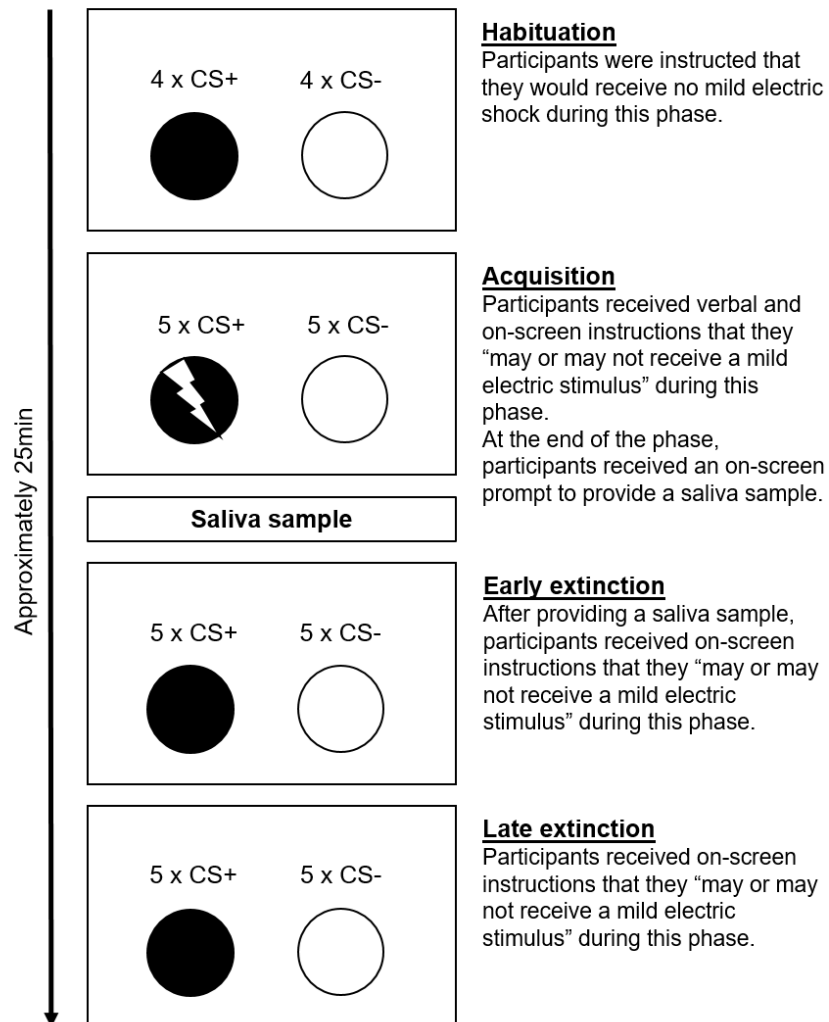 Approximately 25min
4 x CS+ 4 x CS-
Habituation
Participants were instructed that
they would receive no mild electric
shock during this phase.
5 x CS+ 5 x CS-
Acquisition
Participants received verbal and
on-screen instructions that they
“may or may not receive a mild
electric stimulus” during this
phase.
At the end of the phase,
participants received an on-screen
prompt to provide a saliva sample.
Saliva sample
5 x CS+ 5 x CS-
Early extinction
After providing a saliva sample,
participants received on-screen
instructions that they “may or may
not receive a mild electric
stimulus” during this phase.
5 x CS+ 5 x CS-
Late extinction
Participants received on-screen
instructions that they “may or may
not receive a mild electric
stimulus” during this phase.